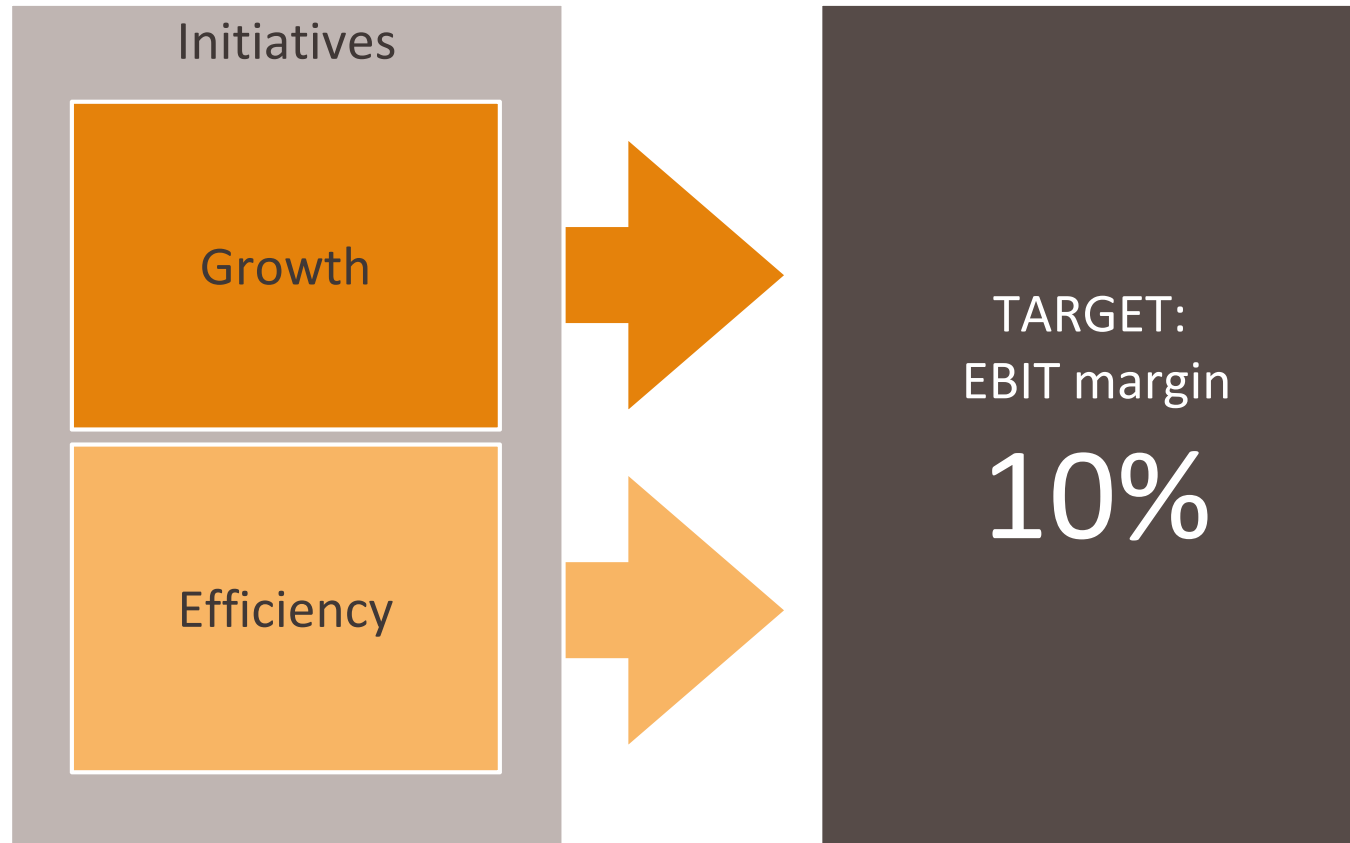 Initiatives
Growth
Efficiency
TARGET:
EBIT margin
10%